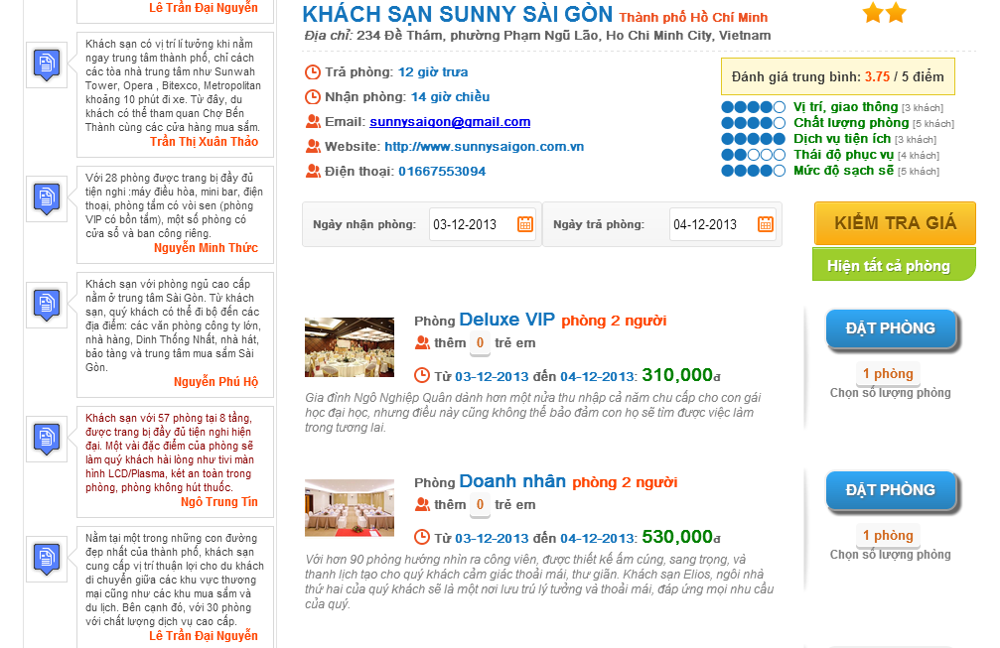 Lê Trần Đại Nguyễn
Khách sạn có vị trí lí tưởng khi nằm
ngay trung tâm thành phố, chỉ cách
các tòa nhà trung tâm như Sunwah
Tower, Opera , Bitexco, Metropolitan
khoảng 10 phút đi xe. Từ đây, du
khách có thể tham quan Chợ Bến
Thành cùng các cửa hàng mua sắm.
Trần Thị Xuân Thảo
Với 28 phòng được trang bị đầy đủ
tiện nghi :máy điều hòa, mini bar, điện
thoại, phòng tắm có vòi sen (phòng
VIP có bồn tắm), một số phòng có
cửa sổ và ban công riêng.
Nguyễn Minh Thức
Khách sạn với phòng ngủ cao cấp
nằm ở trung tâm Sài Gòn. Từ khách
sạn, quý khách có thể đi bộ đến các
địa điểm: các văn phòng công ty lớn,
nhà hàng, Dinh Thống Nhất, nhà hát,
bảo tàng và trung tâm mua sắm Sài
Gòn.
Nguyễn Phú Hộ
Khách sạn với 57 phòng tại 8 tầng,
được trang bị đầy đủ tiện nghi hiện
đại. Một vài đặc điểm của phòng sẽ
làm quý khách hài lòng như tivi màn
hình LCD/Plasma, két an toàn trong
phòng, phòng không hút thuốc.
Ngô Trung Tín
Nằm tại một trong những con đường
đẹp nhất của thành phố, khách sạn
cung cấp vị trí thuận lợi cho du khách
di chuyển giữa các khu vực thương
mại cũng như các khu mua sắm và
du lịch. Bên cạnh đó, với 30 phòng
với chất lượng dịch vụ cao cấp.
Lê Trần Đại Nguyễn
KHÁCH SẠN SUNNY SÀI GÒN Thành phố Hồ Chí Minh
Địa chỉ: 234 Đề Thám, phường Phạm Ngũ Lão, Ho Chi Minh City, Vietnam
Trả phòng: 12 giờ trưa
Nhận phòng: 14 giờ chiều
Email: sunnysaigon@gmail.com
Website: http://www.sunnysaigon.com.vn
Điện thoại: 01667553094
Đánh giá trung bình: 3.75 / 5 điểm
Vị trí, giao thông [3 khách]
Chất lượng phòng [5 khách]
Dịch vụ tiện ích [3 khách]
Thái độ phục vụ [4 khách]
Mức độ sạch sẽ [5 khách]
Ngày nhận phòng: 03-12-2013 Ngày trả phòng: 04-12-2013
KIỂM TRA GIÁ
Hiện tất cả phòng
Phòng Deluxe VIP phòng 2 người
thêm 0 trẻ em
Từ 03-12-2013 đến 04-12-2013: 310,000đ
Gia đình Ngô Nghiệp Quân dành hơn một nửa thu nhập cả năm chu cấp cho con gái
học đại học, nhưng điều này cũng không thể bảo đảm con họ sẽ tìm được việc làm
trong tương lai.
ĐẶT PHÒNG
1 phòng
Chọn số lượng phòng
Phòng Doanh nhân phòng 2 người
thêm 0 trẻ em
Từ 03-12-2013 đến 04-12-2013: 530,000đ
Với hơn 90 phòng hướng nhìn ra công viên, được thiết kế ấm cúng, sang trọng, và
thanh lịch tạo cho quý khách cảm giác thoải mái, thư giãn. Khách sạn Elios, ngôi nhà
thứ hai của quý khách sẽ là một nơi lưu trú lý tưởng và thoải mái, đáp ứng mọi nhu cầu
của quý.
ĐẶT PHÒNG
1 phòng
Chọn số lượng phòng